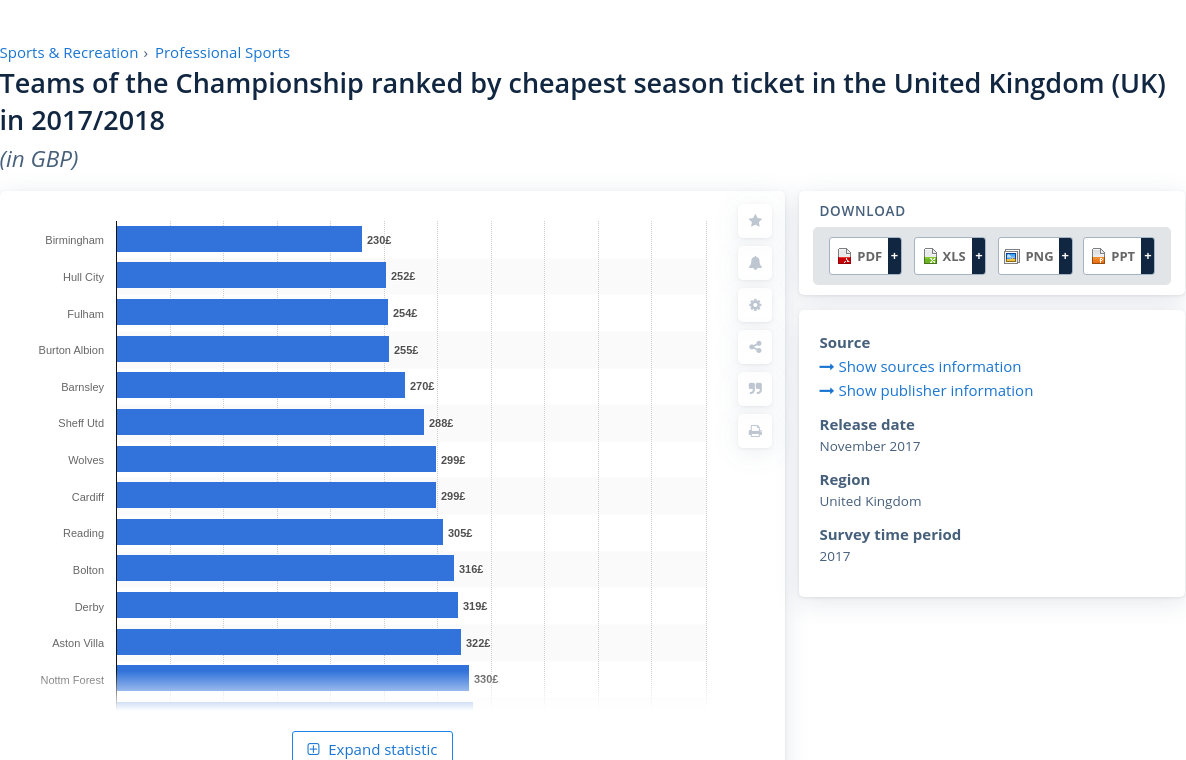 Sports & Recreation › Professional Sports
Teams of the Championship ranked by cheapest season ticket in the United Kingdom (UK)
in 2017/2018
(in GBP)
Birmingham 230£
Hull City 252£
Fulham 254£
Burton Albion 255£
Barnsley 270£
Sheff Utd 288£
Wolves 299£
Cardiff 299£
Reading 305£
Bolton 316£
Derby 319£
Aston Villa 322£
Nottm Forest 330£
Expand statistic
DOWNLOAD
PDF + XLS + PNG + PPT +
Source
Show sources information
Show publisher information
Release date
November 2017
Region
United Kingdom
Survey time period
2017